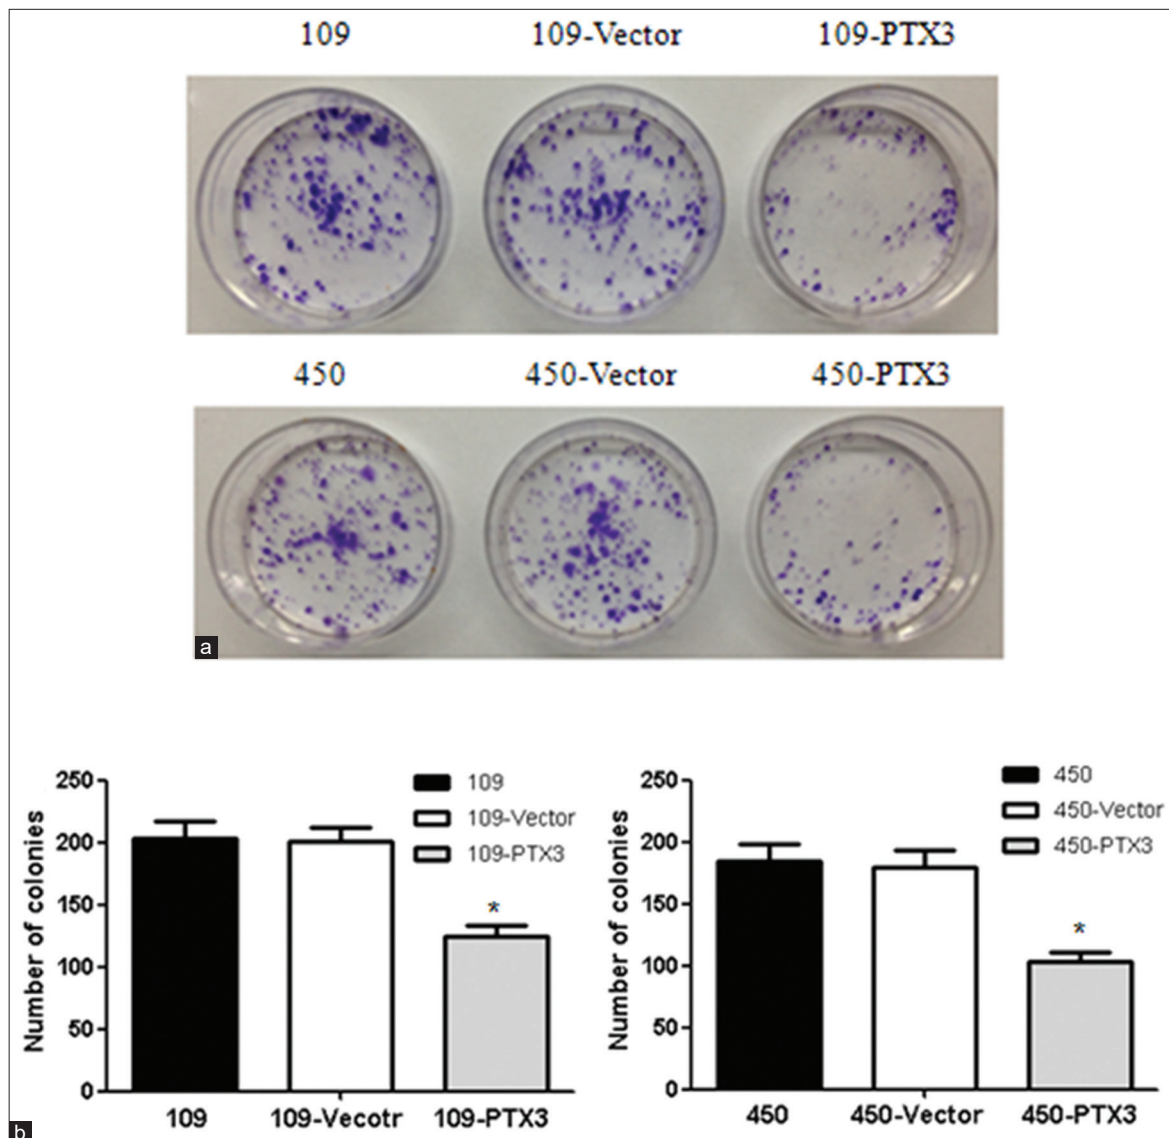 109 109-Vector 109-PTX3
450 450-Vector 450-PTX3
a
Number of colonies
250
200
150
100
50
0
109
109-Vector
109-PTX3
*
109 109-Vecotr 109-PTX3
Number of colonies
250
200
150
100
50
0
450
450-Vector
450-PTX3
*
450 450-Vector 450-PTX3
b